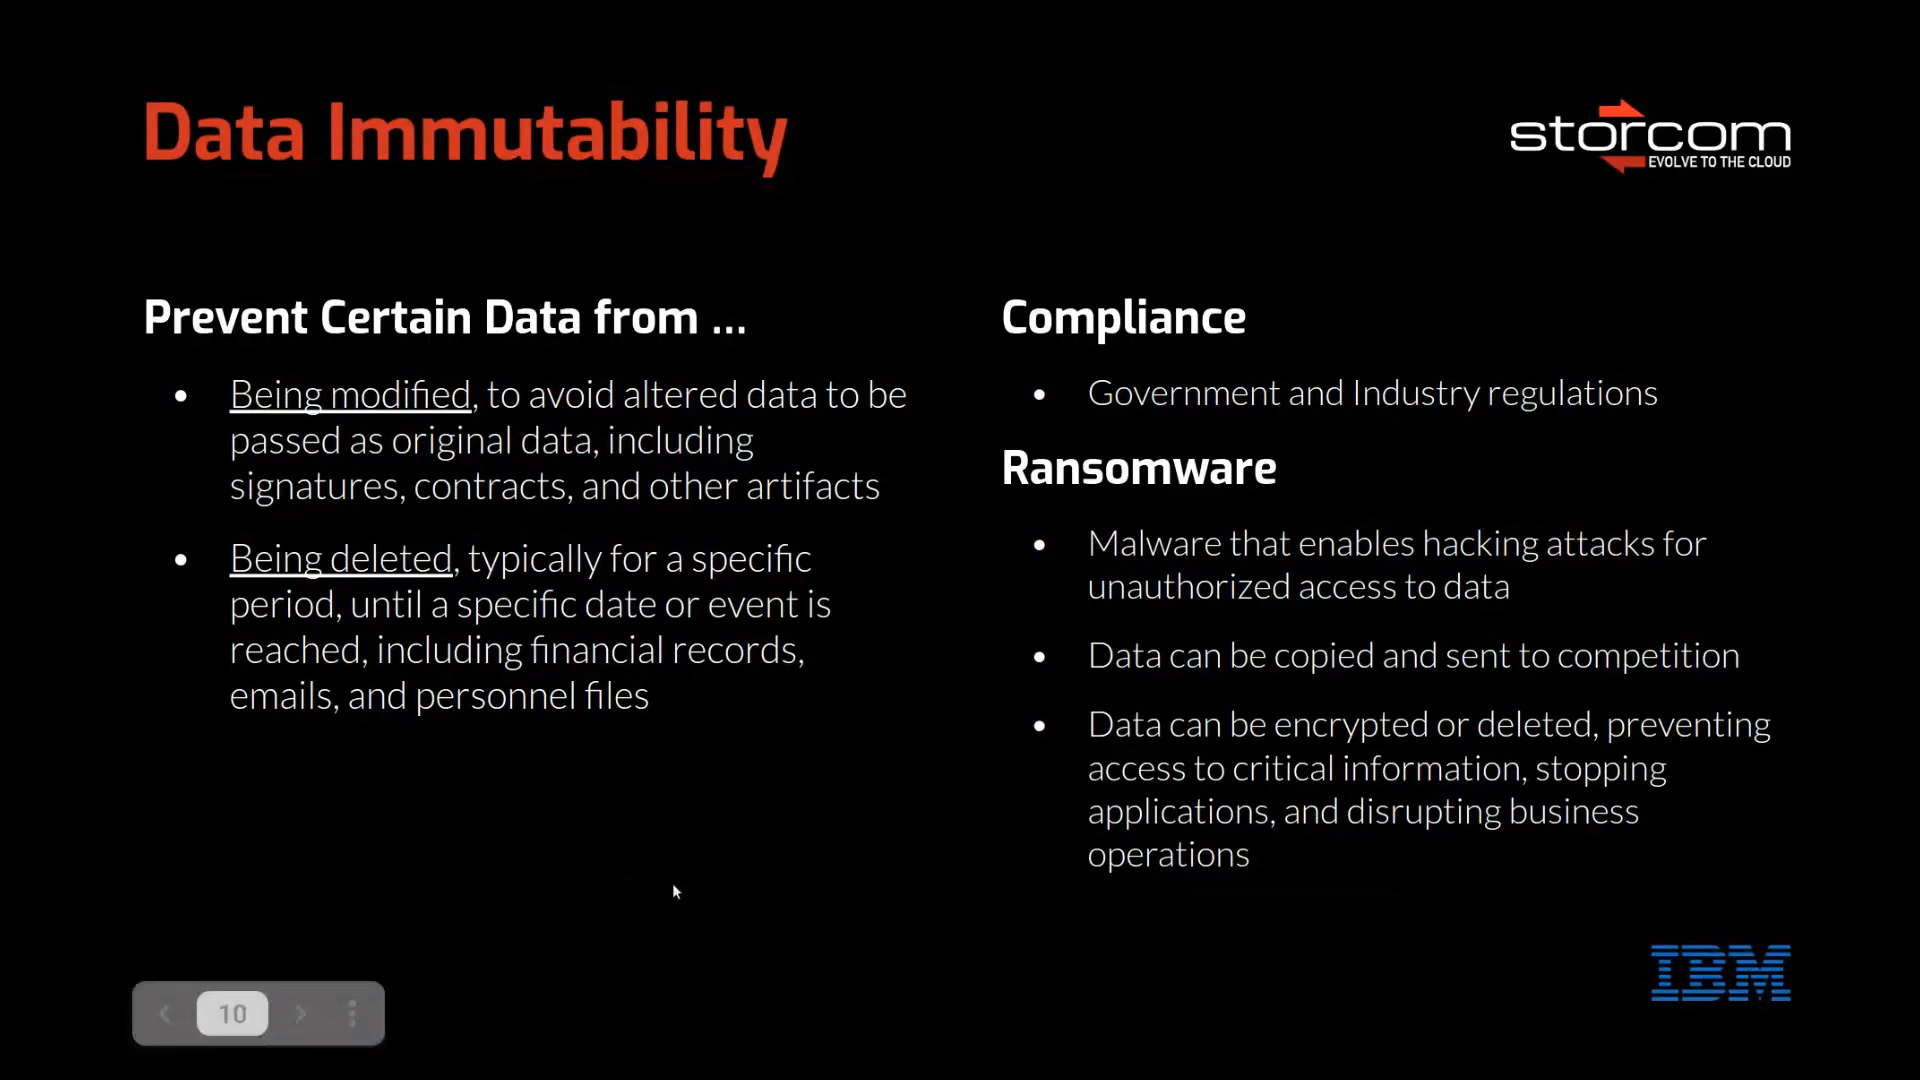 Data Immutability
storcom
EVOLVE TO THE CLOUD
Prevent Certain Data from ...
• Being modified, to avoid altered data to be
passed as original data, including
signatures, contracts, and other artifacts
• Being deleted, typically for a specific
period, until a specific date or event is
reached, including financial records,
emails, and personnel files
Compliance
• Government and Industry regulations
Ransomware
• Malware that enables hacking attacks for
unauthorized access to data
• Data can be copied and sent to competition
• Data can be encrypted or deleted, preventing
access to critical information, stopping
applications, and disrupting business
operations
10
IBM